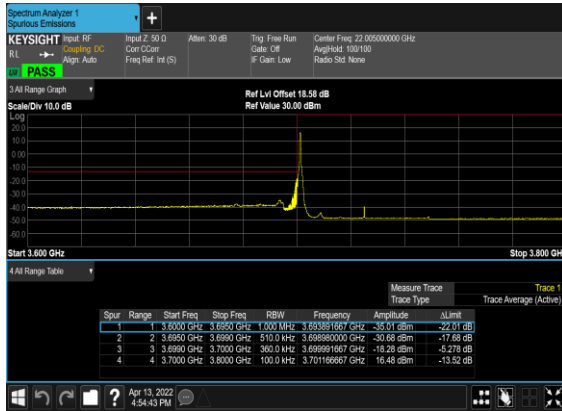 Spectrum Analyzer 1
Spurious Emissions
KEYSIGHT Input: RF Input Z: 50 Ω Atten: 30 dB Trig: Free Run Center Freq: 22.005000000 GHz
RL Coupling: DC Corr CCorr Gate: Off Avg|Hold: 100/100
Align: Auto Freq Ref: Int (S) IF Gain: Low Radio Std: None
PASS
3 All Range Graph Ref Lvl Offset 18.58 dB
Scale/Div 10.0 dB Ref Value 30.00 dBm
Log
20.0
10.0
0.00
-10.0
-20.0
-30.0
-40.0
-50.0
-60.0
Start 3.600 GHz Stop 3.800 GH
4 All Range Table
Measure Trace Trace 1
Trace Type Trace Average (Active)
Spur Range Start Freq Stop Freq RBW Frequency Amplitude ΔLimit
1 1 3.6000 GHz 3.6950 GHz 1.000 MHz 3.693891667 GHz -35.01 dBm -22.01 dB
2 2 3.6950 GHz 3.6990 GHz 510.0 kHz 3.698980000 GHz -30.68 dBm -17.68 dB
3 3 3.6990 GHz 3.7000 GHz 360.0 kHz 3.699991667 GHz -18.28 dBm -5.278 dB
4 4 3.7000 GHz 3.8000 GHz 100.0 kHz 3.701166667 GHz 16.48 dBm -13.52 dB
Apr 13, 2022
4:54:43 PM